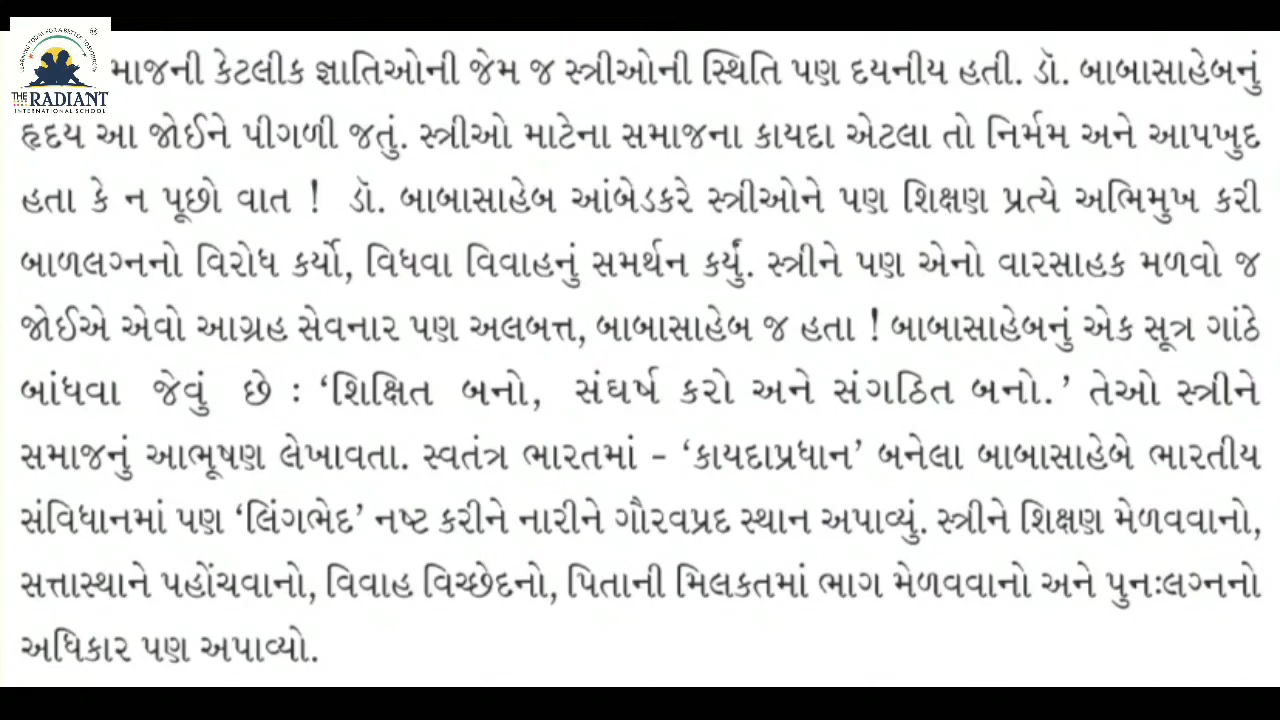 THE RADIANT
INTERNATIONAL SCHOOL
માજની કેટલીક જ્ઞાતિઓની જેમ જ સ્ત્રીઓની સ્થિતિ પણ દયનીય હતી. ડૉ. બાબાસાહેબનું
હૃદય આ જોઈને પીગળી જતું. સ્ત્રીઓ માટેના સમાજના કાયદા એટલા તો નિર્મમ અને આપખુદ
હતા કે ન પૂછો વાત ! ડૉ. બાબાસાહેબ આંબેડકરે સ્ત્રીઓને પણ શિક્ષણ પ્રત્યે અભિમુખ કરી
બાળલગ્નનો વિરોધ કર્યો, વિધવા વિવાહનું સમર્થન કર્યું. સ્ત્રીને પણ એનો વારસાહક મળવો જ
જોઈએ એવો આગ્રહ સેવનાર પણ અલબત્ત, બાબાસાહેબ જ હતા ! બાબાસાહેબનું એક સૂત્ર ગાંઠે
બાંધવા જેવું છે : ‘શિક્ષિત બનો, સંઘર્ષ કરો અને સંગઠિત બનો.’ તેઓ સ્ત્રીને
સમાજનું આભૂષણ લેખાવતા. સ્વતંત્ર ભારતમાં - ‘કાયદાપ્રધાન’ બનેલા બાબાસાહેબે ભારતીય
સંવિધાનમાં પણ ‘લિંગભેદ’ નષ્ટ કરીને નારીને ગૌરવપ્રદ સ્થાન અપાવ્યું. સ્ત્રીને શિક્ષણ મેળવવાનો,
સત્તાસ્થાને પહોંચવાનો, વિવાહ વિચ્છેદનો, પિતાની મિલકતમાં ભાગ મેળવવાનો અને પુનઃલગ્નનો
અધિકાર પણ અપાવ્યો.